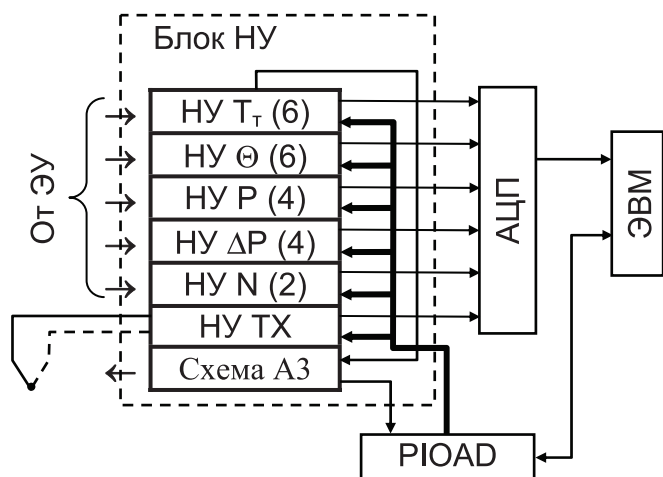 Блок НУ
От ЭУ
НУ Tт (6)
НУ Θ (6)
НУ P (4)
НУ ΔP (4)
НУ N (2)
НУ ТХ
Схема АЗ
АЦП
ЭВМ
PIOAD